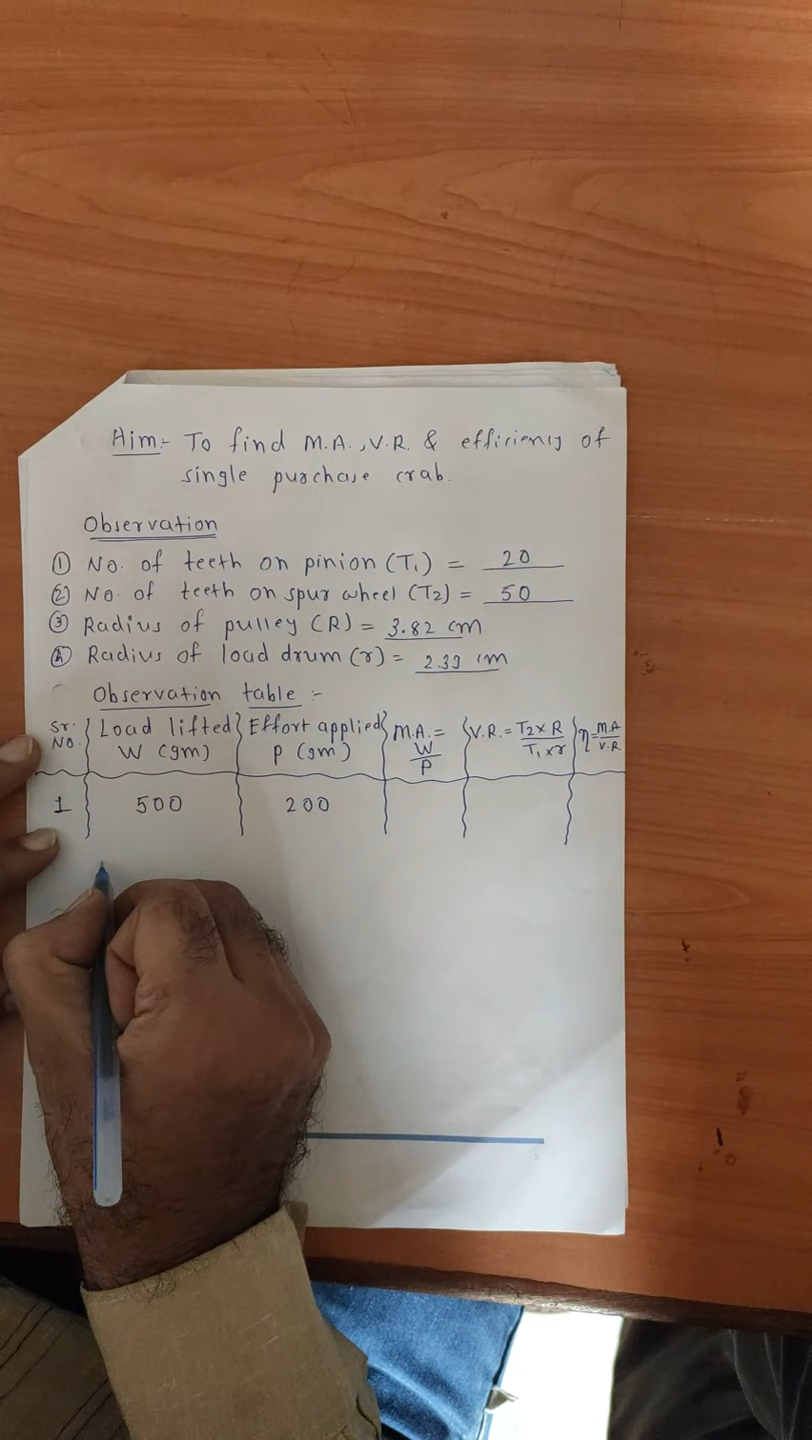 Aim:- To find M.A., V.R. & efficiency of
single purchase crab.
Observation
① No. of teeth on pinion (T₁) = 20
② No. of teeth on spur wheel (T2) = 50
③ Radius of pulley (R) = 3.82 cm
④ Radius of load drum (r) = 2.39 cm
Observation table :-
Sr. No. Load lifted W (gm) Effort applied P (gm) M.A. = W/P V.R. = T2 x R / T₁ x r η = M.A / V.R
1 500 200